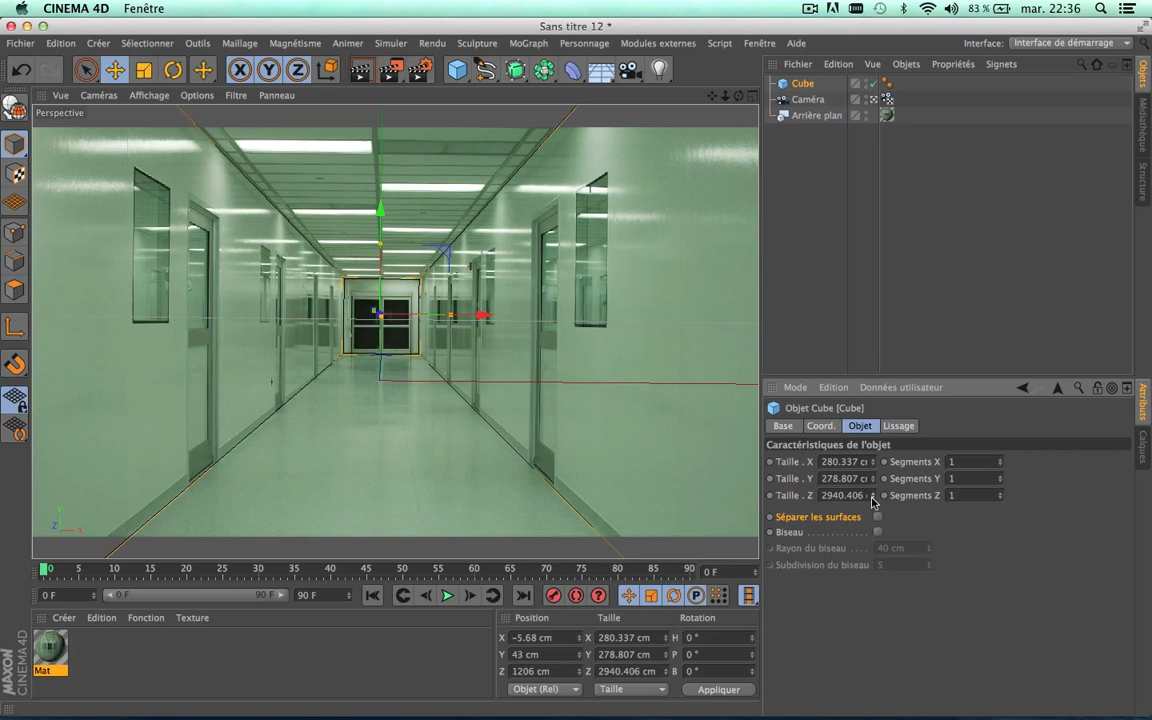 CINEMA 4D Fenêtre 83 % mar. 22:36
Sans titre 12 *
Fichier Edition Créer Sélectionner Outils Maillage Magnétisme Animer Simuler Rendu Sculpture MoGraph Personnage Modules externes Script Fenêtre Aide Interface: Interface de démarrage
X Y Z
Fichier Edition Vue Objets Propriétés Signets
Vue Caméras Affichage Options Filtre Panneau
Perspective
Cube
Caméra
Arrière plan
Objets
Médiathèque
Structure
Mode Edition Données utilisateur
Objet Cube [Cube]
Base Coord. Objet Lissage
Caractéristiques de l'objet
Taille . X 280.337 Segments X 1
Taille . Y 278.807 Segments Y 1
Taille . Z 2940.406 Segments Z 1
Séparer les surfaces
Biseau
Rayon du biseau 40 cm
Subdivision du biseau 5
Attributs
Calques
Y
Z X
0 5 10 15 20 25 30 35 40 45 50 55 60 65 70 75 80 85 90 0 F
0 F 0 F 90 F 90 F
P
Créer Edition Fonction Texture
Mat
Position Taille Rotation
X -5.68 cm X 280.337 cm H 0 °
Y 43 cm Y 278.807 cm P 0 °
Z 1206 cm Z 2940.406 cm B 0 °
Objet (Rel) Taille Appliquer
MAXON
CINEMA 4D